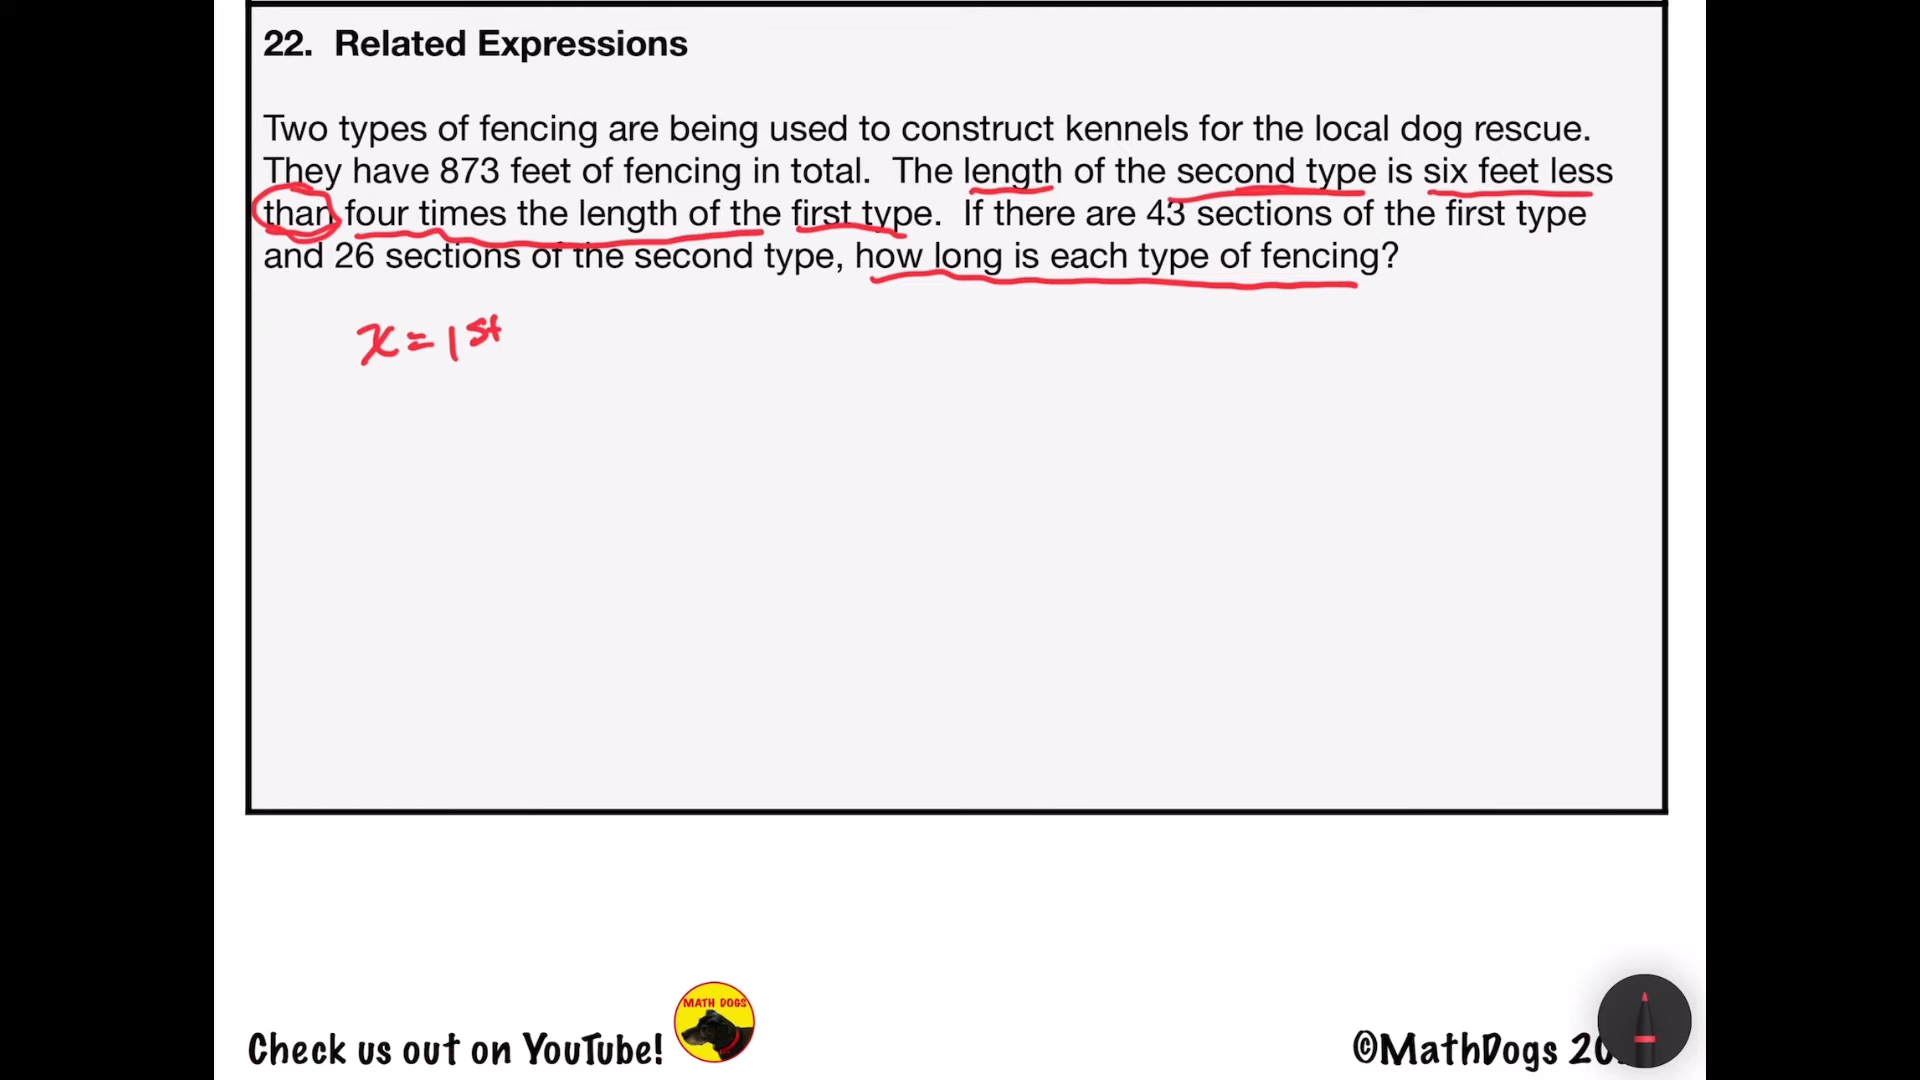 22. Related Expressions
Two types of fencing are being used to construct kennels for the local dog rescue.
They have 873 feet of fencing in total. The length of the second type is six feet less
than four times the length of the first type. If there are 43 sections of the first type
and 26 sections of the second type, how long is each type of fencing?
x = 1st
MATH DOGS
Check us out on YouTube!
©MathDogs